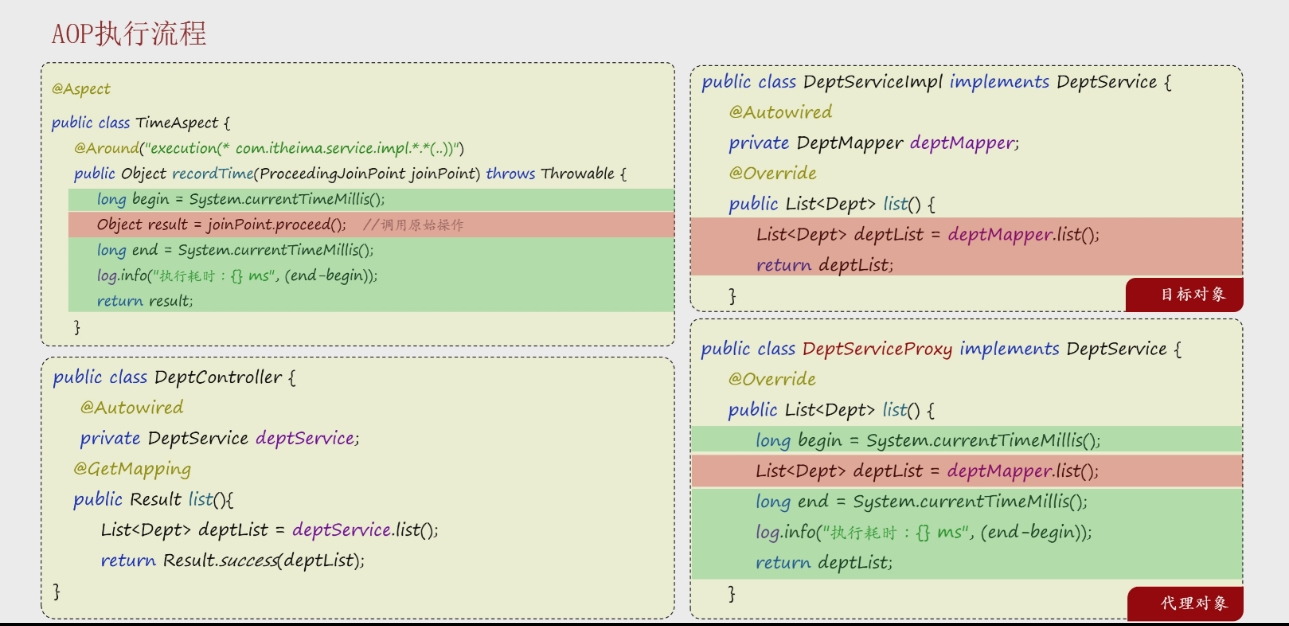 AOP执行流程
@Aspect
public class TimeAspect {
@Around("execution(* com.itheima.service.impl.*.*(..))")
public Object recordTime(ProceedingJoinPoint joinPoint) throws Throwable {
long begin = System.currentTimeMillis();
Object result = joinPoint.proceed(); //调用原始操作
long end = System.currentTimeMillis();
log.info("执行耗时：{} ms", (end-begin));
return result;
}
public class DeptController {
@Autowired
private DeptService deptService;
@GetMapping
public Result list(){
List<Dept> deptList = deptService.list();
return Result.success(deptList);
}
public class DeptServiceImpl implements DeptService {
@Autowired
private DeptMapper deptMapper;
@Override
public List<Dept> list() {
List<Dept> deptList = deptMapper.list();
return deptList;
}
目标对象
public class DeptServiceProxy implements DeptService {
@Override
public List<Dept> list() {
long begin = System.currentTimeMillis();
List<Dept> deptList = deptMapper.list();
long end = System.currentTimeMillis();
log.info("执行耗时：{} ms", (end-begin));
return deptList;
}
代理对象